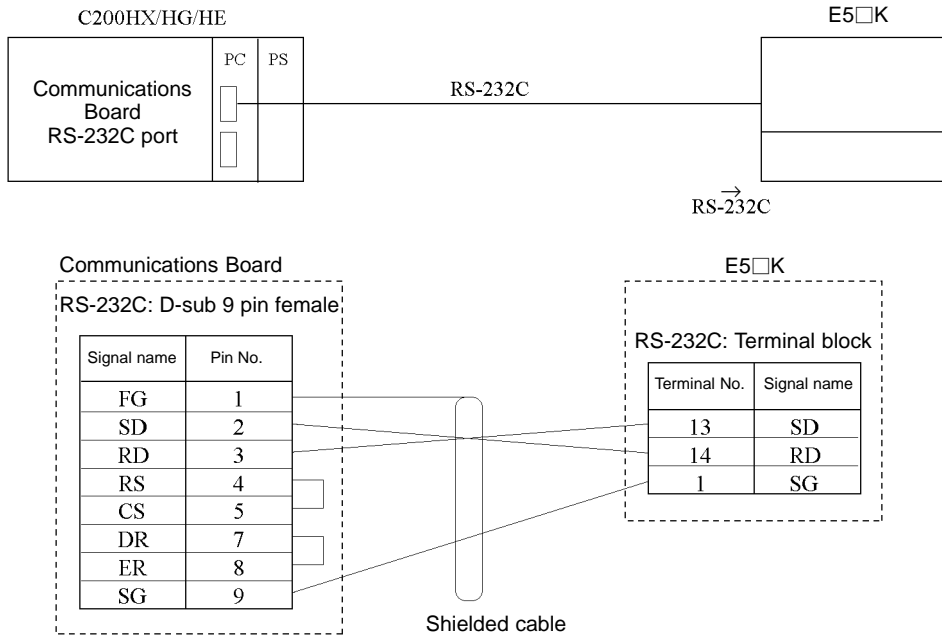 C200HX/HG/HE
E5□K
PC PS
Communications
Board
RS-232C port
RS-232C
→
RS-232C
Communications Board
E5□K
RS-232C: D-sub 9 pin female
RS-232C: Terminal block
Signal name Pin No.
FG 1
SD 2
RD 3
RS 4
CS 5
DR 7
ER 8
SG 9
Terminal No. Signal name
13 SD
14 RD
1 SG
Shielded cable